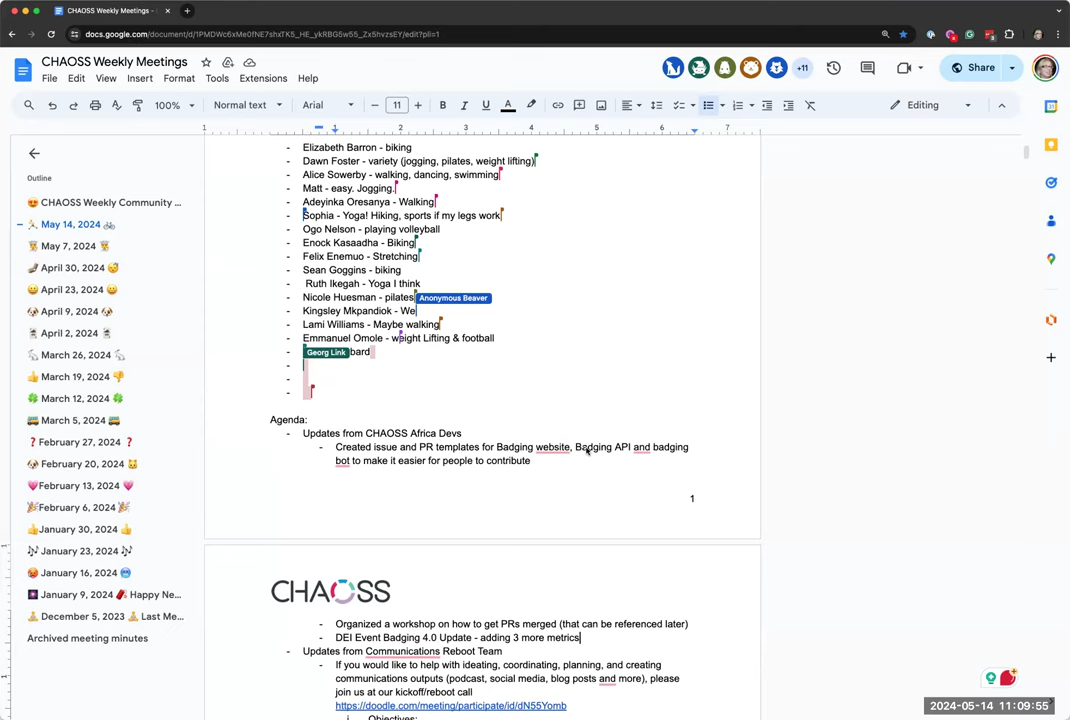 CHAOSS Weekly Meetings -
docs.google.com/document/d/1PMDWc6xMe0fNE7shxTK5_HE_ykRBG5w55_Zx5hvzsEY/edit?pli=1
CHAOSS Weekly Meetings
File Edit View Insert Format Tools Extensions Help
+11
Share
100% Normal text Arial 11 B I U A Editing
1 1 2 3 4 5 6 7
Outline
CHAOSS Weekly Community ...
May 14, 2024
May 7, 2024
April 30, 2024
April 23, 2024
April 9, 2024
April 2, 2024
March 26, 2024
March 19, 2024
March 12, 2024
March 5, 2024
❓February 27, 2024 ❓
February 20, 2024
February 13, 2024
February 6, 2024
January 30, 2024
January 23, 2024
January 16, 2024
January 9, 2024 Happy Ne...
December 5, 2023 Last Me...
Archived meeting minutes
- Elizabeth Barron - biking
- Dawn Foster - variety (jogging, pilates, weight lifting)
- Alice Sowerby - walking, dancing, swimming
- Matt - easy. Jogging.
- Adeyinka Oresanya - Walking
- Sophia - Yoga! Hiking, sports if my legs work
- Ogo Nelson - playing volleyball
- Enock Kasaadha - Biking
- Felix Enemuo - Stretching
- Sean Goggins - biking
- Ruth Ikegah - Yoga I think
- Nicole Huesman - pilates
Anonymous Beaver
- Kingsley Mkpandiok - We
- Lami Williams - Maybe walking
- Emmanuel Omole - weight Lifting & football
- Georg Link bard
-
-
-
Agenda:
- Updates from CHAOSS Africa Devs
- Created issue and PR templates for Badging website, Badging API and badging
bot to make it easier for people to contribute
1
CHAOSS
- Organized a workshop on how to get PRs merged (that can be referenced later)
- DEI Event Badging 4.0 Update - adding 3 more metrics
- Updates from Communications Reboot Team
- If you would like to help with ideating, coordinating, planning, and creating
communications outputs (podcast, social media, blog posts and more), please
join us at our kickoff/reboot call
https://doodle.com/meeting/participate/id/dN55Yomb
i. Objectives:
2024-05-14 11:09:55